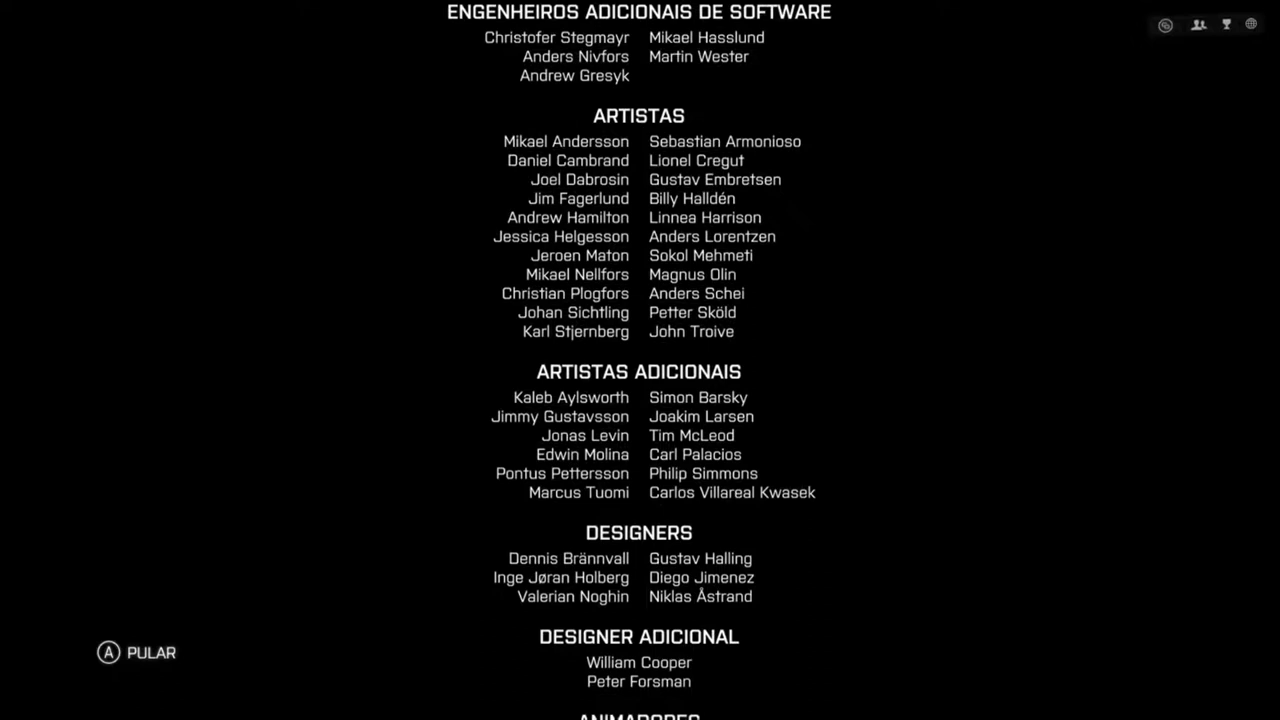 ENGENHEIROS ADICIONAIS DE SOFTWARE
Christofer Stegmayr Mikael Hasslund
Anders Nivfors Martin Wester
Andrew Gresyk
ARTISTAS
Mikael Andersson Sebastian Armonioso
Daniel Cambrand Lionel Cregut
Joel Dabrosin Gustav Embretsen
Jim Fagerlund Billy Halldén
Andrew Hamilton Linnea Harrison
Jessica Helgesson Anders Lorentzen
Jeroen Maton Sokol Mehmeti
Mikael Nellfors Magnus Olin
Christian Plogfors Anders Schei
Johan Sichtling Petter Sköld
Karl Stjernberg John Troive
ARTISTAS ADICIONAIS
Kaleb Aylsworth Simon Barsky
Jimmy Gustavsson Joakim Larsen
Jonas Levin Tim McLeod
Edwin Molina Carl Palacios
Pontus Pettersson Philip Simmons
Marcus Tuomi Carlos Villareal Kwasek
DESIGNERS
Dennis Brännvall Gustav Halling
Inge Jøran Holberg Diego Jimenez
Valerian Noghin Niklas Åstrand
DESIGNER ADICIONAL
A PULAR
William Cooper
Peter Forsman
ANIMADORES